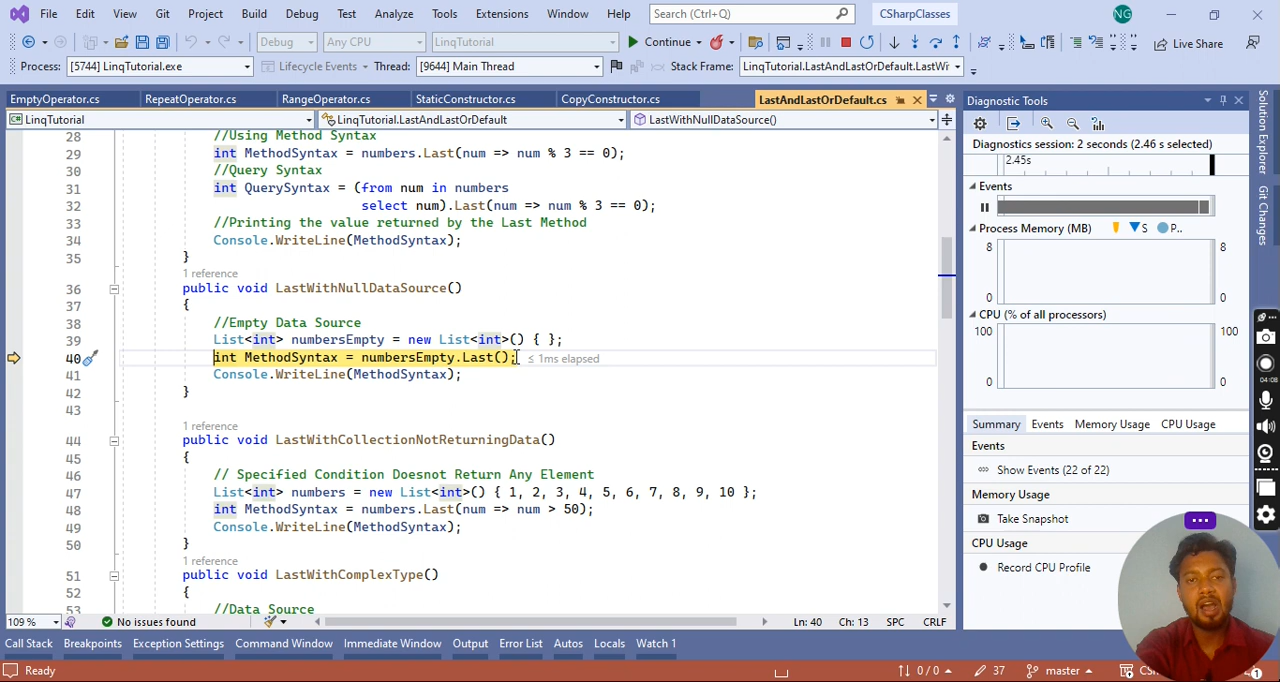 File Edit View Git Project Build Debug Test Analyze Tools Extensions Window Help Search (Ctrl+Q) CSharpClasses NG
Debug Any CPU LinqTutorial Continue Live Share
Process: [5744] LinqTutorial.exe Lifecycle Events Thread: [9644] Main Thread Stack Frame: LinqTutorial.LastAndLastOrDefault.LastWi
EmptyOperator.cs RepeatOperator.cs RangeOperator.cs StaticConstructor.cs CopyConstructor.cs LastAndLastOrDefault.cs
LinqTutorial LinqTutorial.LastAndLastOrDefault LastWithNullDataSource()
28 //Using Method Syntax
29 int MethodSyntax = numbers.Last(num => num % 3 == 0);
30 //Query Syntax
31 int QuerySyntax = (from num in numbers
32 select num).Last(num => num % 3 == 0);
33 //Printing the value returned by the Last Method
34 Console.WriteLine(MethodSyntax);
35 }
1 reference
36 public void LastWithNullDataSource()
37 {
38 //Empty Data Source
39 List<int> numbersEmpty = new List<int>() { };
40 int MethodSyntax = numbersEmpty.Last(); ≤ 1ms elapsed
41 Console.WriteLine(MethodSyntax);
42 }
43
1 reference
44 public void LastWithCollectionNotReturningData()
45 {
46 // Specified Condition Doesnot Return Any Element
47 List<int> numbers = new List<int>() { 1, 2, 3, 4, 5, 6, 7, 8, 9, 10 };
48 int MethodSyntax = numbers.Last(num => num > 50);
49 Console.WriteLine(MethodSyntax);
50 }
1 reference
51 public void LastWithComplexType()
52 {
53 //Data Source
109 % No issues found Ln: 40 Ch: 13 SPC CRLF
Call Stack Breakpoints Exception Settings Command Window Immediate Window Output Error List Autos Locals Watch 1
Ready 0 / 0 37 master CS 1
Diagnostic Tools
Diagnostics session: 2 seconds (2.46 s selected)
2.45s
Events
Process Memory (MB) S P..
8 8
0 0
CPU (% of all processors)
100 100
0 0
Summary Events Memory Usage CPU Usage
Events
Show Events (22 of 22)
Memory Usage
Take Snapshot
CPU Usage
Record CPU Profile
Solution Explorer
Git Changes
04:08